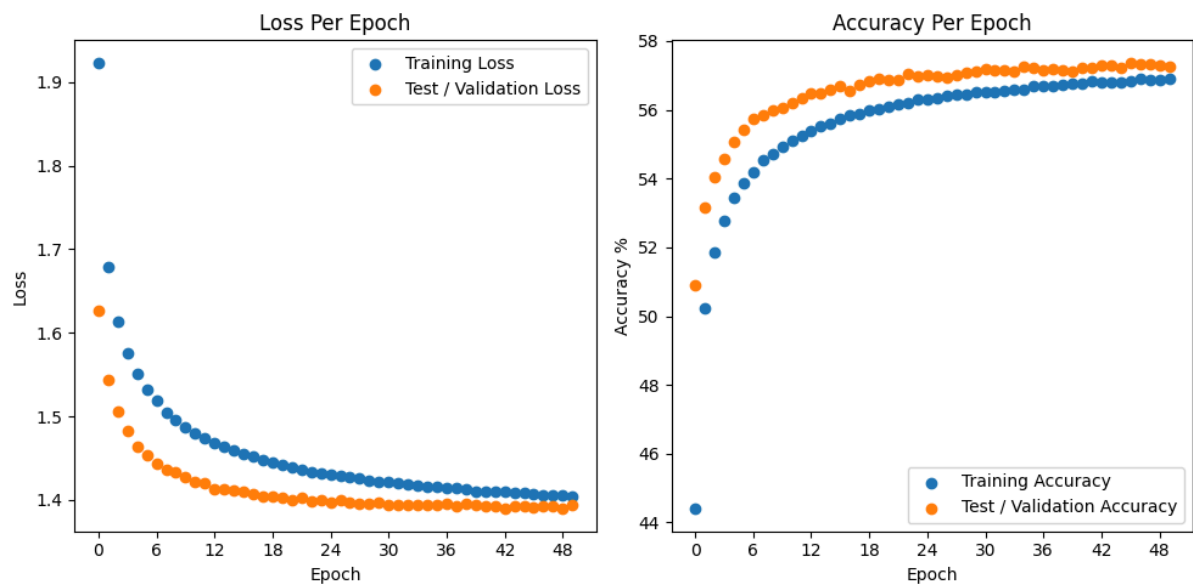 Loss Per Epoch
Training Loss
Test / Validation Loss
1.9
1.8
1.7
1.6
1.5
1.4
Loss
0 6 12 18 24 30 36 42 48
Epoch
Accuracy Per Epoch
58
56
54
52
50
48
46
44
Accuracy %
Training Accuracy
Test / Validation Accuracy
0 6 12 18 24 30 36 42 48
Epoch